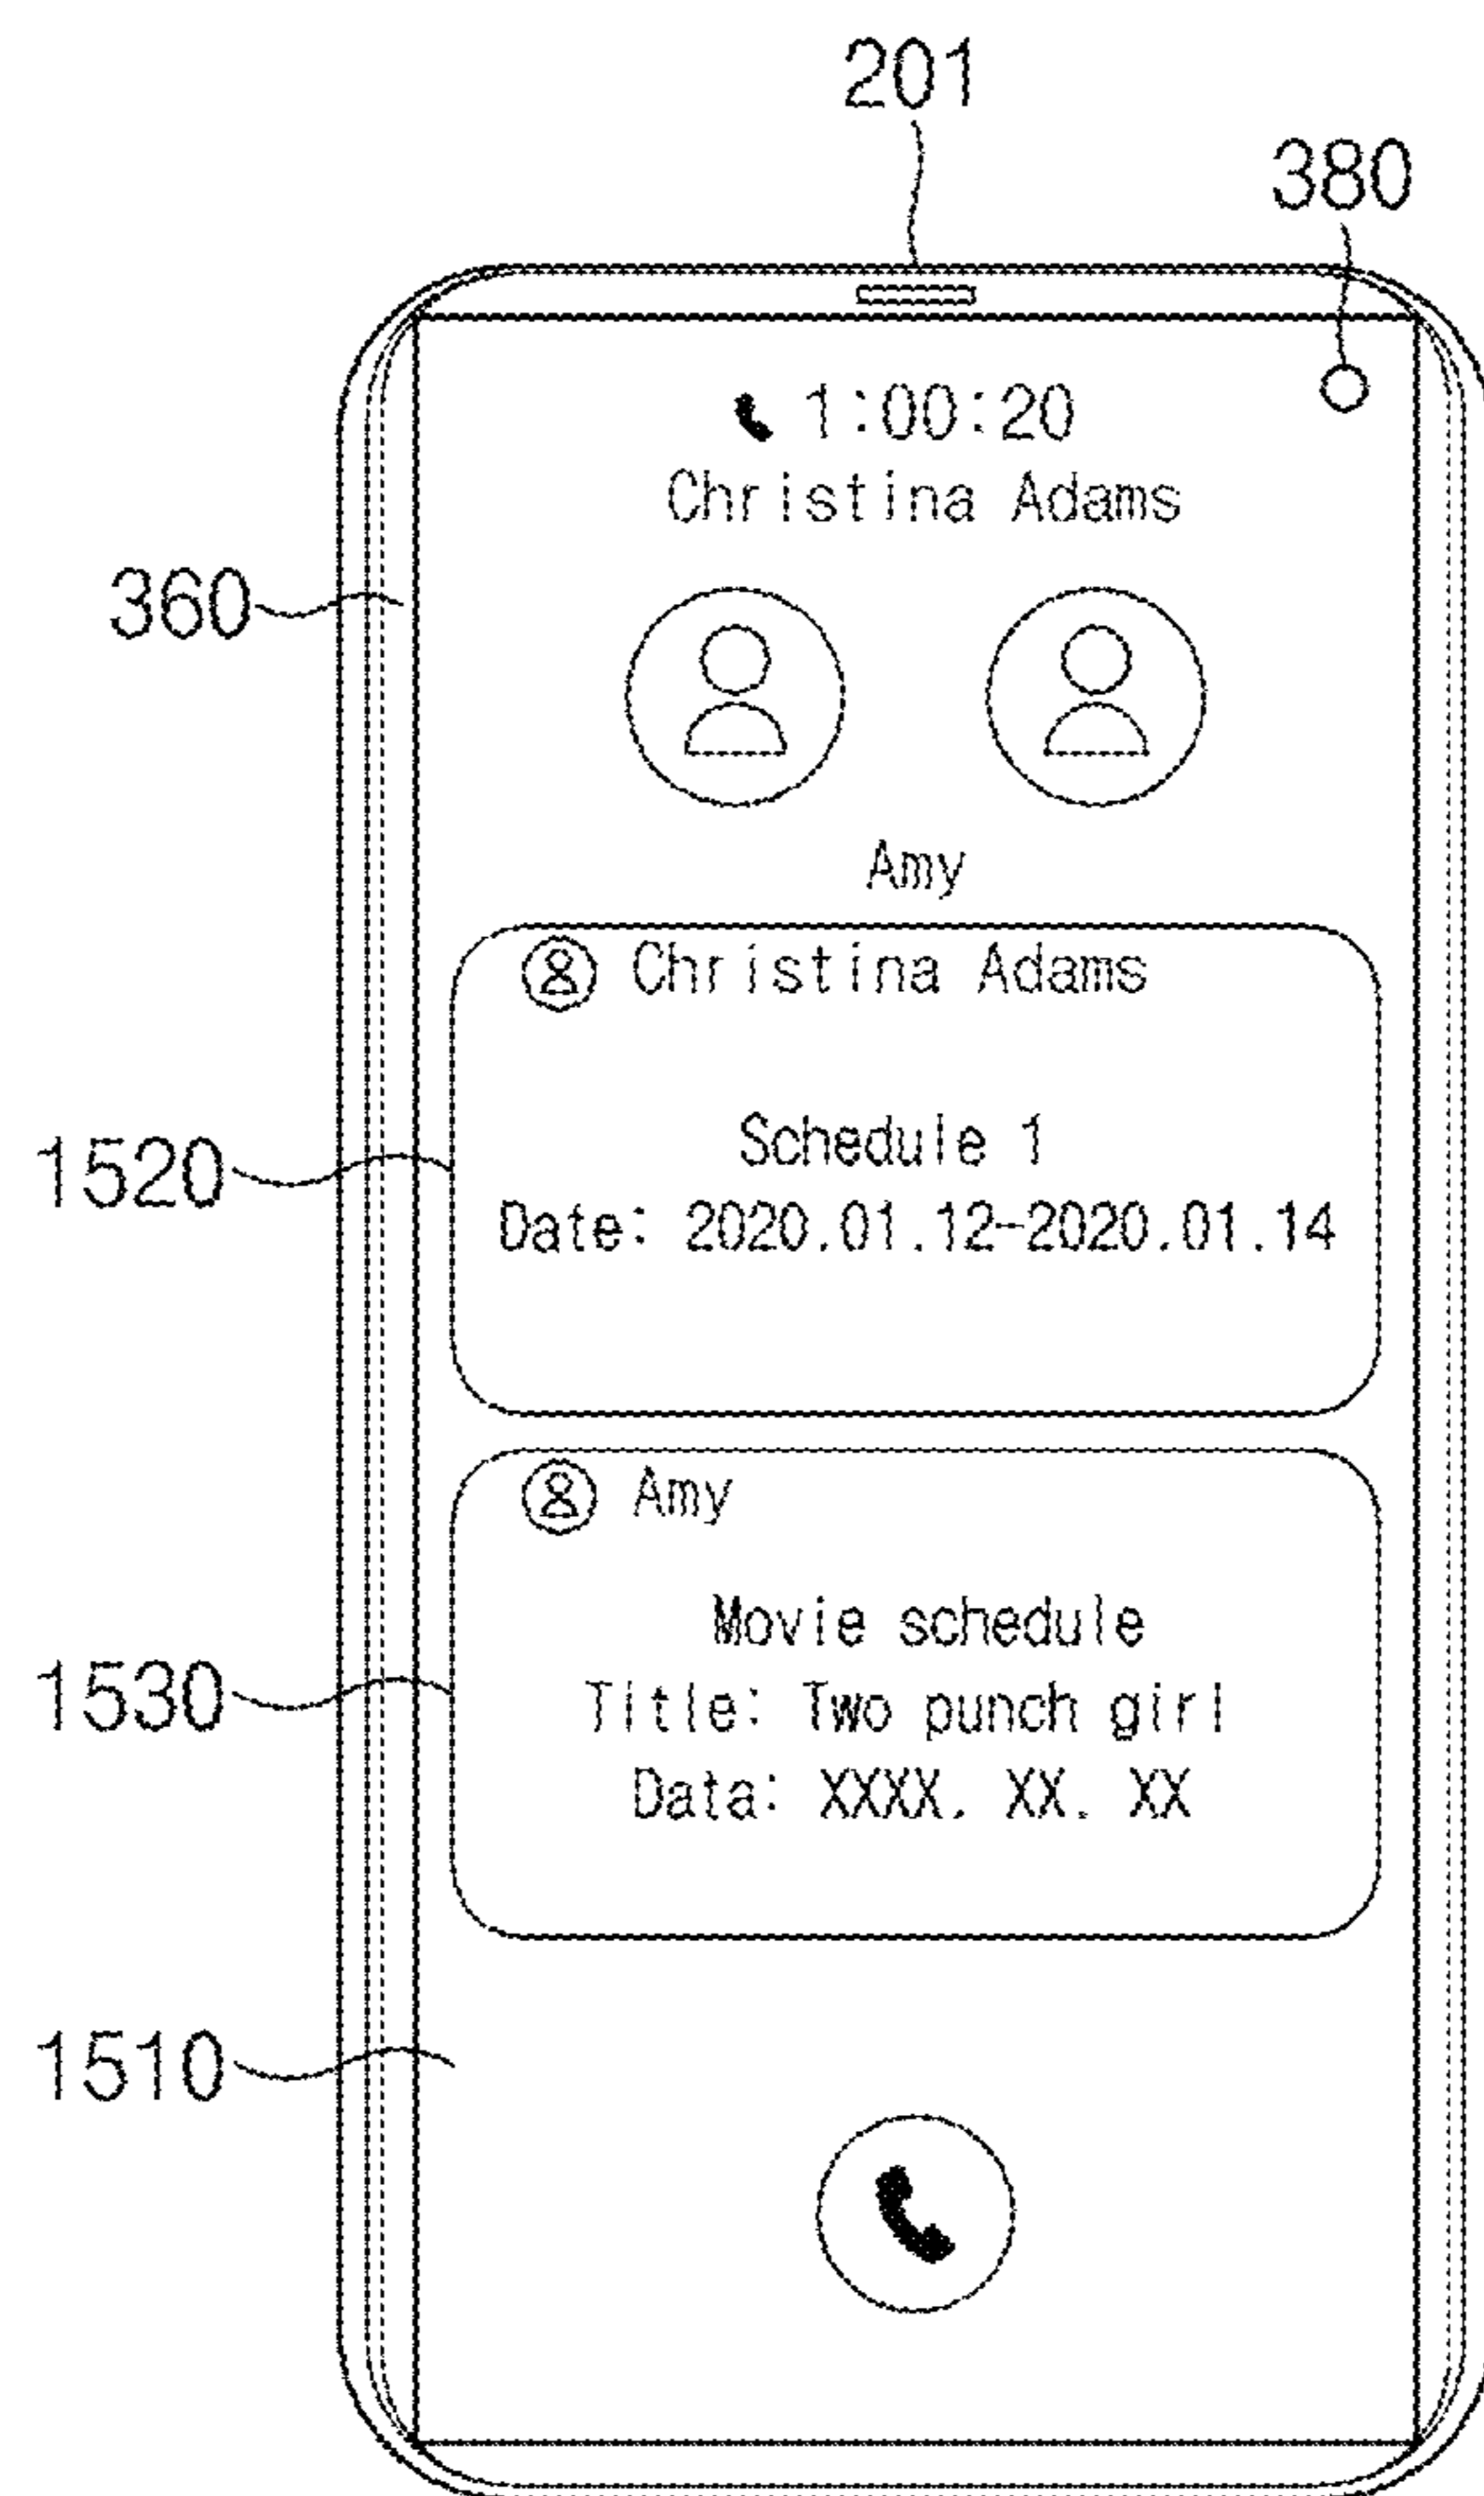 201
380
1:00:20
Christina Adams
360
Amy
Christina Adams
1520
Schedule 1
Date: 2020.01.12-2020.01.14
Amy
Movie schedule
1530
Title: Two punch girl
Data: XXXX. XX. XX
1510